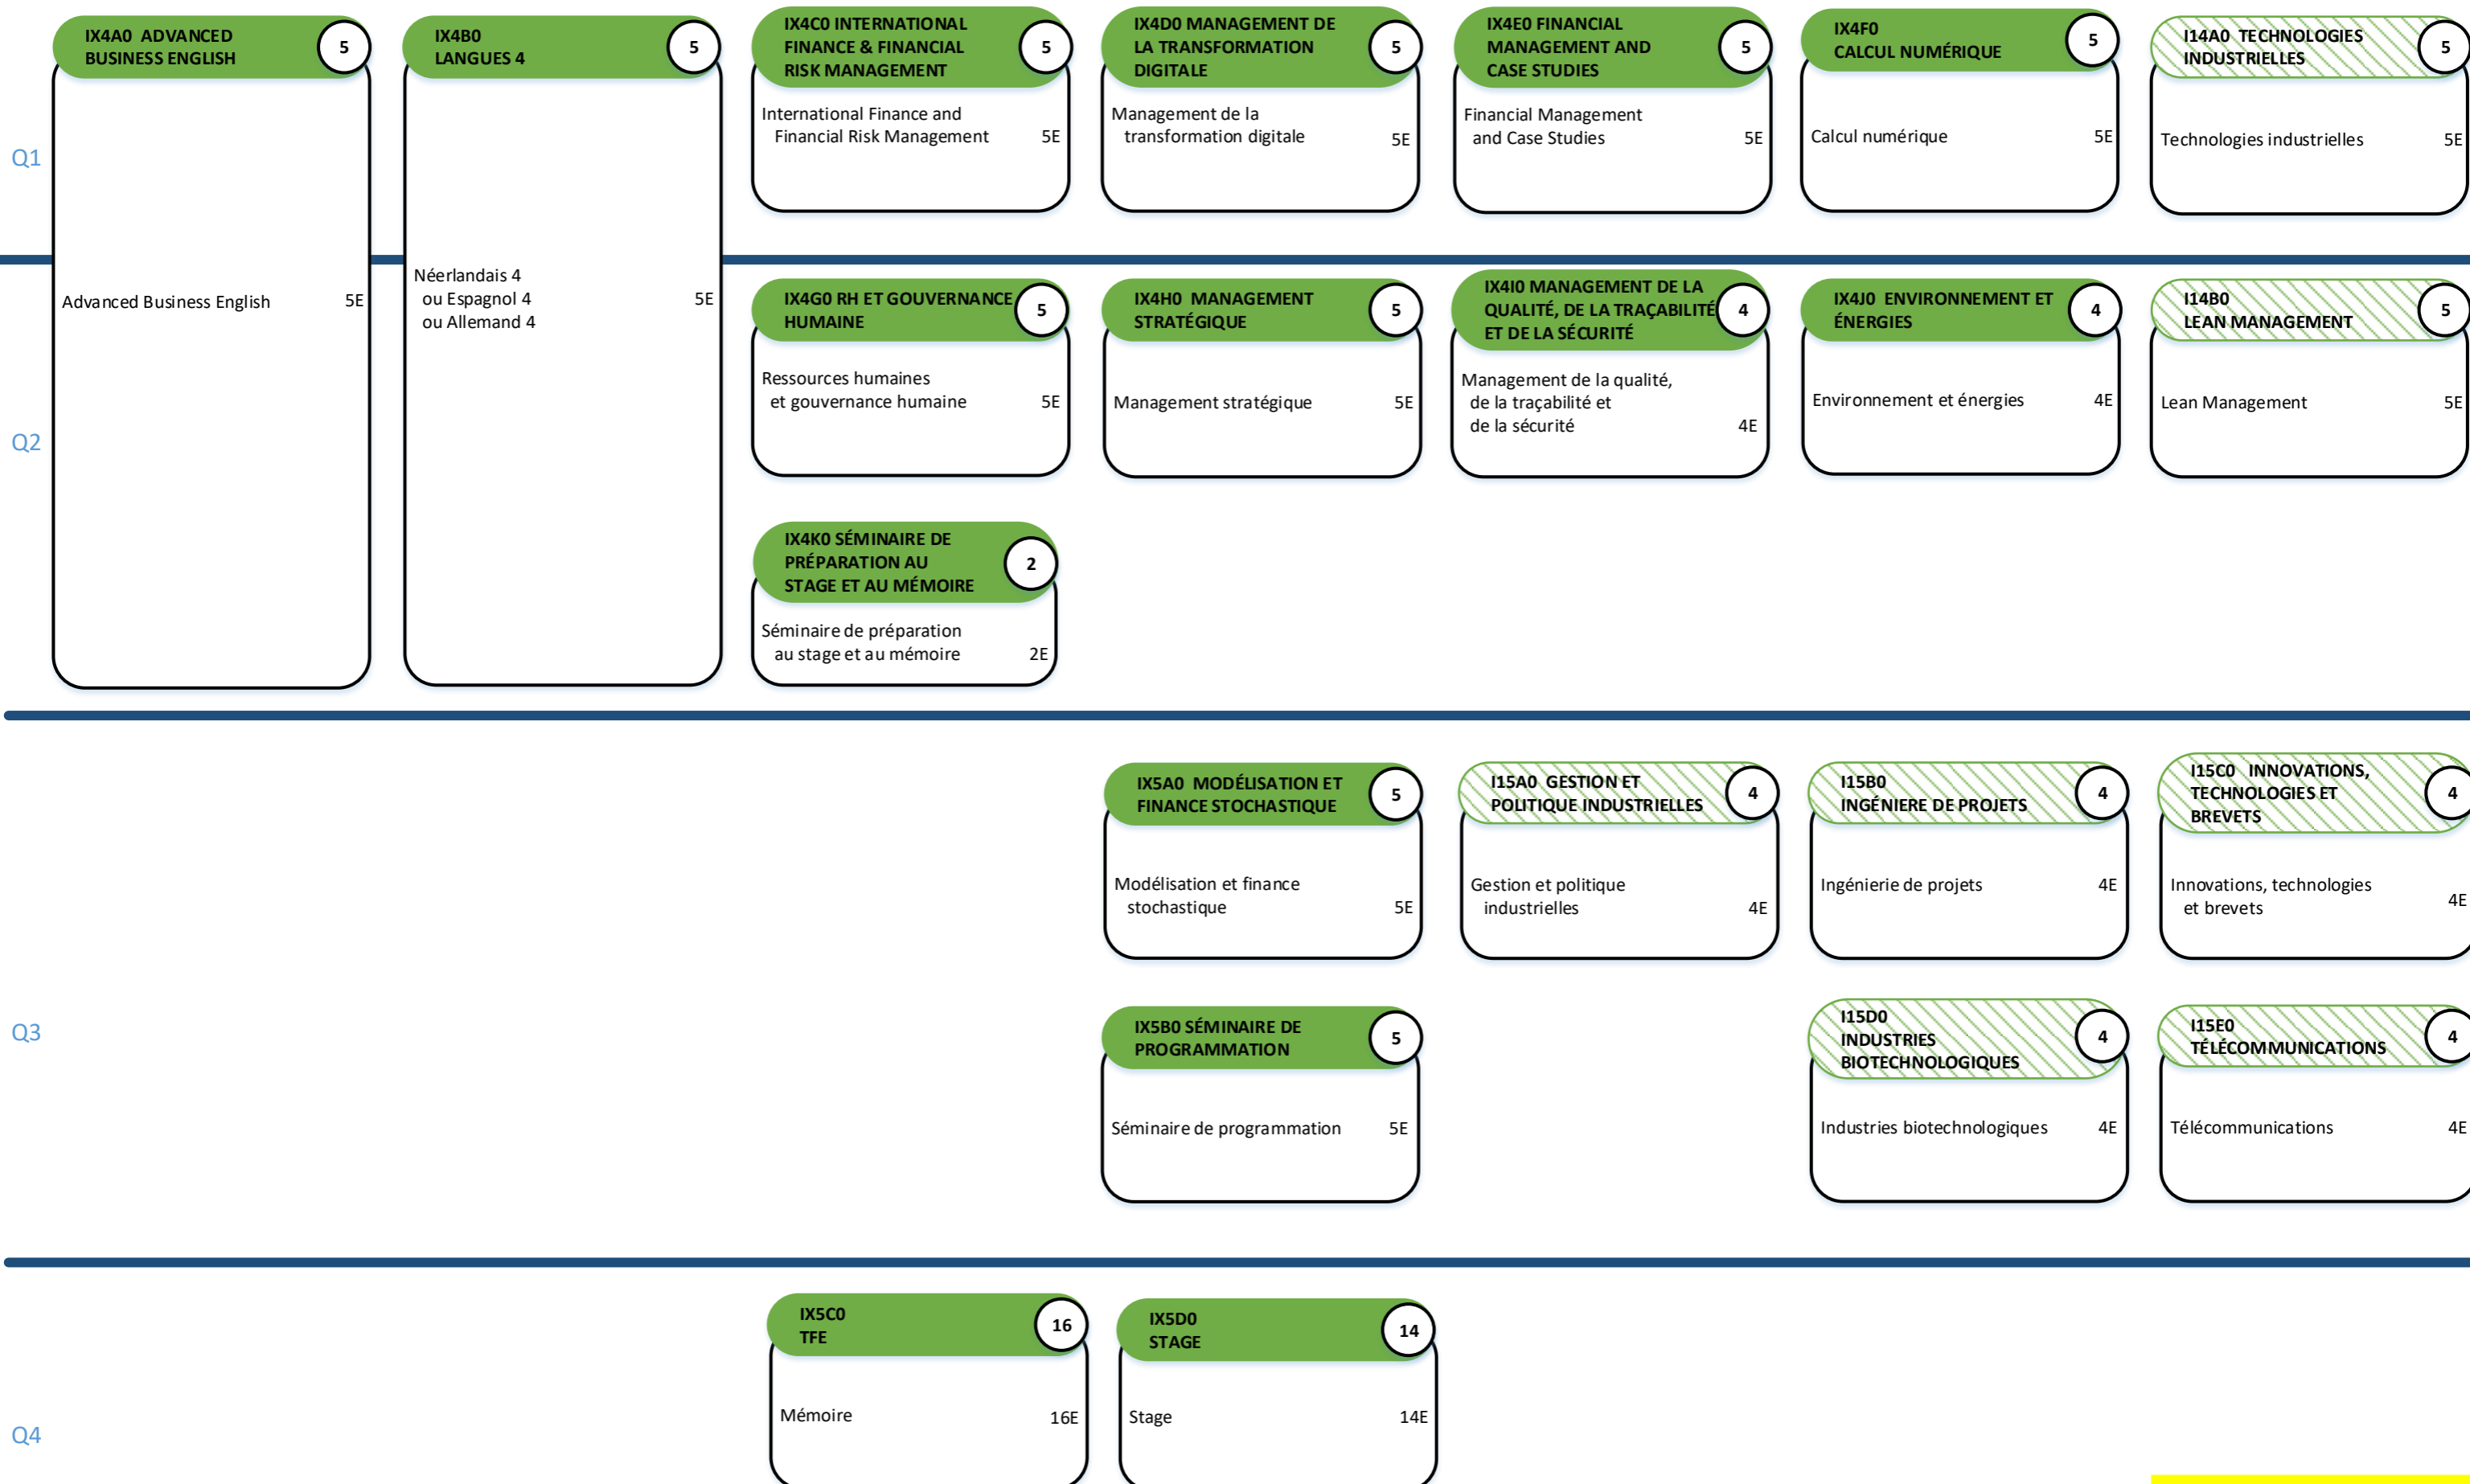 IX4A0 ADVANCED
BUSINESS ENGLISH
5
IX4B0
LANGUES 4
5
IX4C0 INTERNATIONAL
FINANCE & FINANCIAL
RISK MANAGEMENT
5
International Finance and
Financial Risk Management 5E
IX4D0 MANAGEMENT DE
LA TRANSFORMATION
DIGITALE
5
Management de la
transformation digitale 5E
IX4E0 FINANCIAL
MANAGEMENT AND
CASE STUDIES
5
Financial Management
and Case Studies 5E
IX4F0
CALCUL NUMÉRIQUE
5
Calcul numérique 5E
I14A0 TECHNOLOGIES
INDUSTRIELLES
5
Technologies industrielles 5E
Q1
Advanced Business English 5E
Néerlandais 4
ou Espagnol 4 5E
ou Allemand 4
IX4G0 RH ET GOUVERNANCE
HUMAINE
5
Ressources humaines
et gouvernance humaine 5E
IX4H0 MANAGEMENT
STRATÉGIQUE
5
Management stratégique 5E
IX4I0 MANAGEMENT DE LA
QUALITÉ, DE LA TRAÇABILITÉ
ET DE LA SÉCURITÉ
4
Management de la qualité,
de la traçabilité et
de la sécurité 4E
IX4J0 ENVIRONNEMENT ET
ÉNERGIES
4
Environnement et énergies 4E
I14B0
LEAN MANAGEMENT
5
Lean Management 5E
Q2
IX4K0 SÉMINAIRE DE
PRÉPARATION AU
STAGE ET AU MÉMOIRE
2
Séminaire de préparation
au stage et au mémoire 2E
IX5A0 MODÉLISATION ET
FINANCE STOCHASTIQUE
5
Modélisation et finance
stochastique 5E
I15A0 GESTION ET
POLITIQUE INDUSTRIELLES
4
Gestion et politique
industrielles 4E
I15B0
INGÉNIERE DE PROJETS
4
Ingénierie de projets 4E
I15C0 INNOVATIONS,
TECHNOLOGIES ET
BREVETS
4
Innovations, technologies
et brevets 4E
Q3
IX5B0 SÉMINAIRE DE
PROGRAMMATION
5
Séminaire de programmation 5E
I15D0
INDUSTRIES
BIOTECHNOLOGIQUES
4
Industries biotechnologiques 4E
I15E0
TÉLÉCOMMUNICATIONS
4
Télécommunications 4E
IX5C0
TFE
16
Mémoire 16E
IX5D0
STAGE
14
Stage 14E
Q4